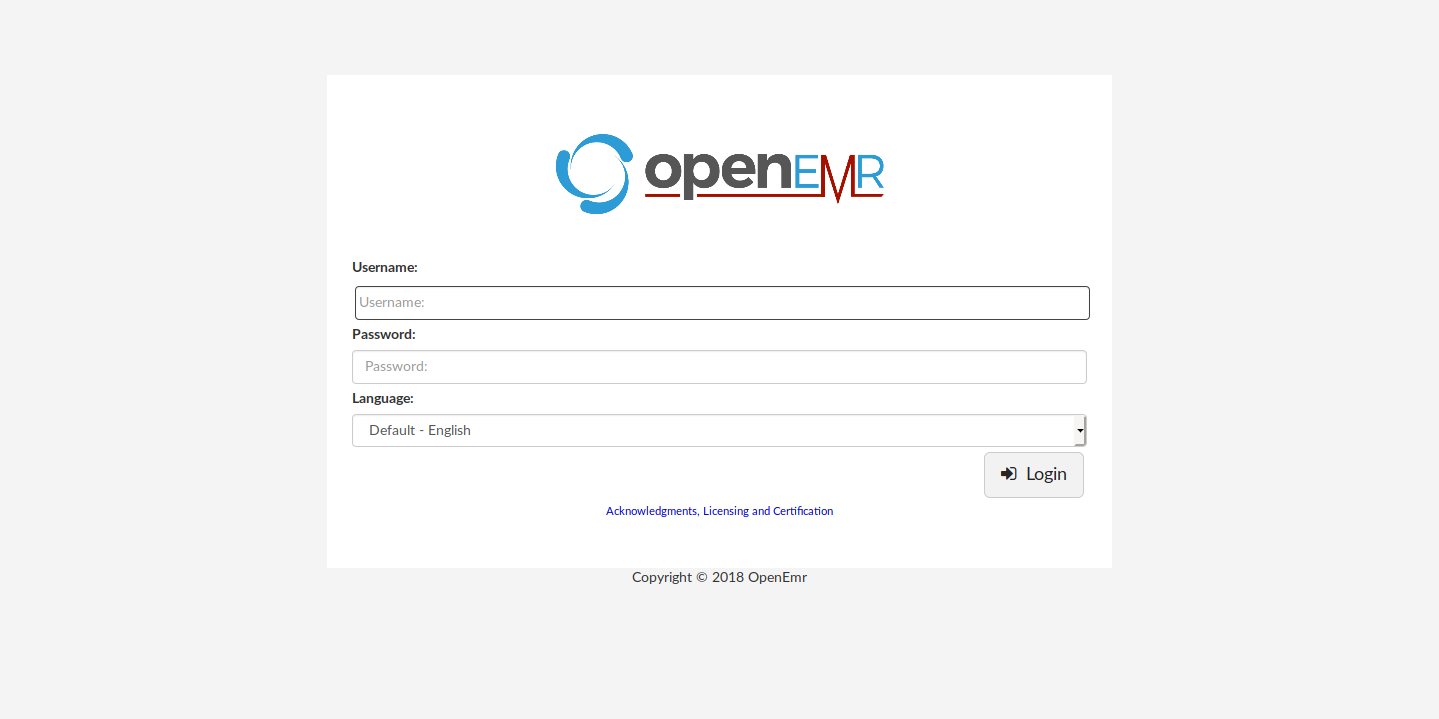 openEMR
Username:
Username:
Password:
Password:
Language:
Default - English
Login
Acknowledgments, Licensing and Certification
Copyright © 2018 OpenEmr